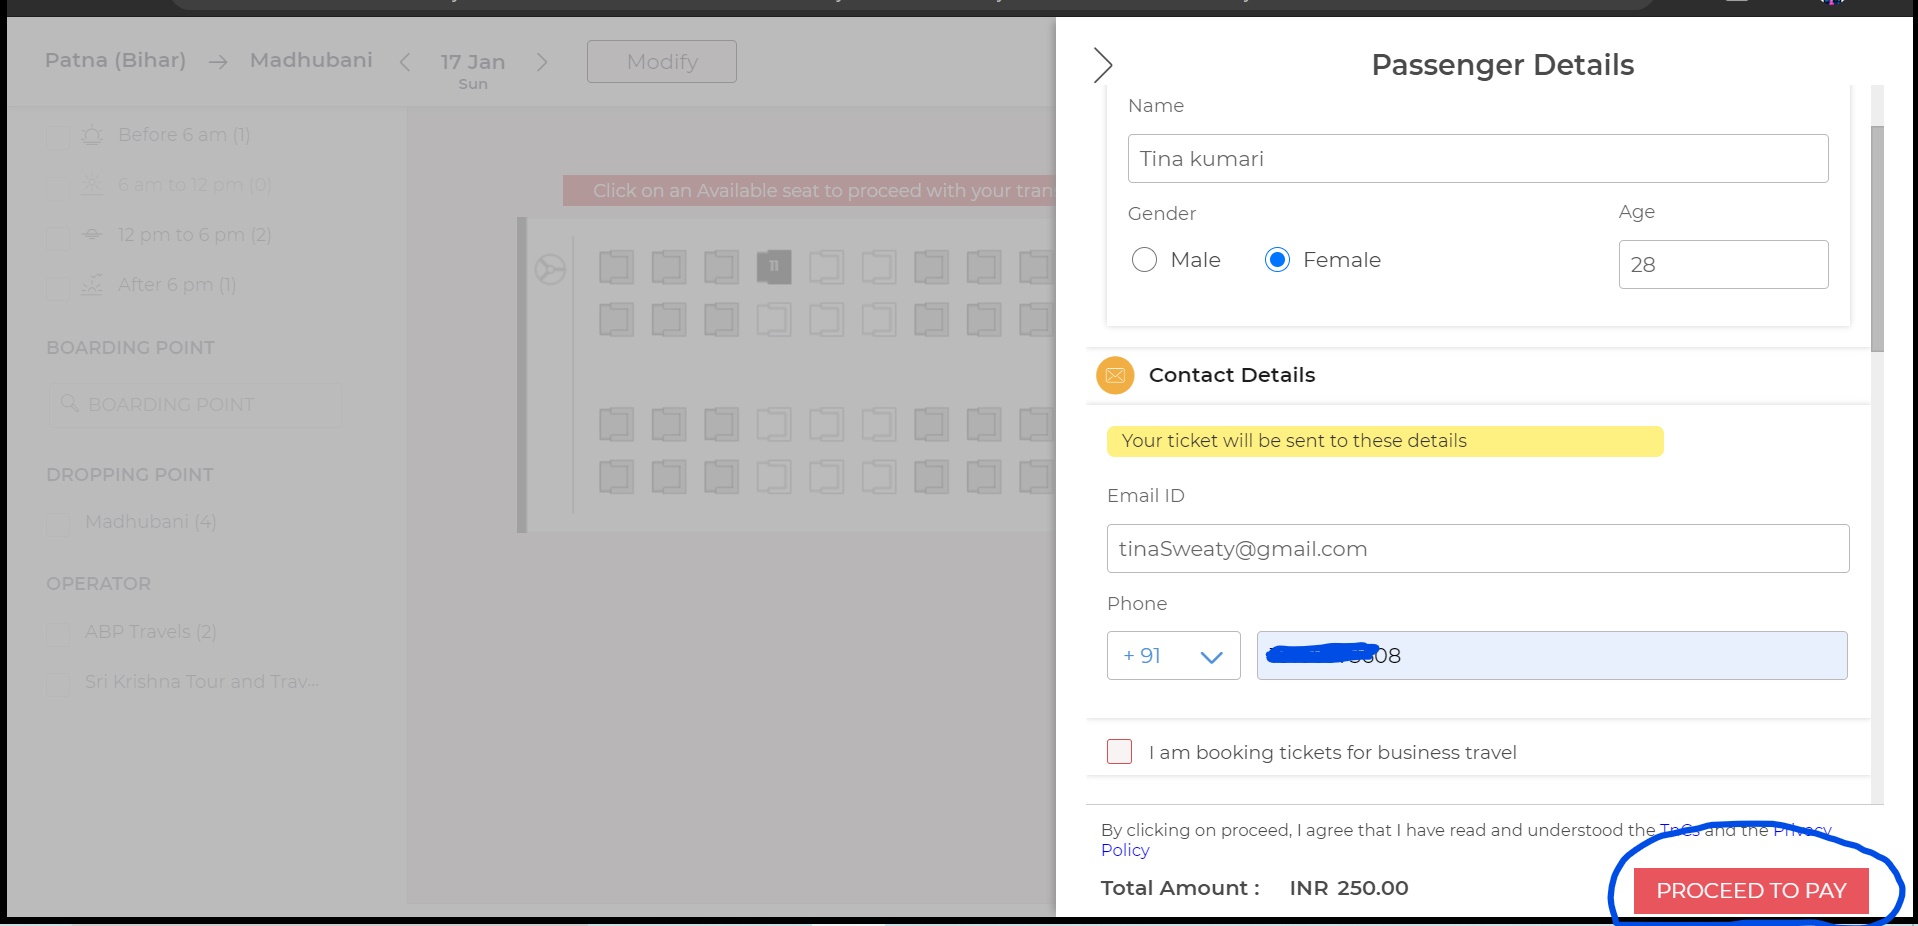 Patna (Bihar) → Madhubani < 17 Jan > Modify
Sun
Before 6 am (1)
6 am to 12 pm (0)
12 pm to 6 pm (2)
After 6 pm (1)
BOARDING POINT
BOARDING POINT
DROPPING POINT
Madhubani (4)
OPERATOR
ABP Travels (2)
Sri Krishna Tour and Trav...
Click on an Available seat to proceed with your tran
11
Passenger Details
Name
Tina kumari
Gender
Age
Male
Female
28
Contact Details
Your ticket will be sent to these details
Email ID
tinaSweaty@gmail.com
Phone
+ 91
08
I am booking tickets for business travel
By clicking on proceed, I agree that I have read and understood the TnCs and the Privacy
Policy
Total Amount : INR 250.00
PROCEED TO PAY